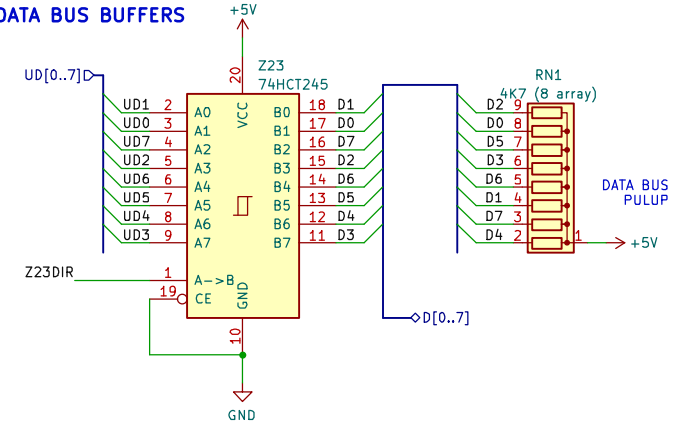 DATA BUS BUFFERS
+5V
UD[0..7]
Z23
74HCT245
20
VCC
UD1 2 A0 B0 18 D1
UD0 3 A1 B1 17 D0
UD7 4 A2 B2 16 D7
UD2 5 A3 B3 15 D2
UD6 6 A4 B4 14 D6
UD5 7 A5 B5 13 D5
UD4 8 A6 B6 12 D4
UD3 9 A7 B7 11 D3
Z23DIR 1 A->B
19 CE
GND
10
GND
D[0..7]
RN1
4K7 (8 array)
D2 9
D0 8
D5 7
D3 6
D6 5
D1 4
D7 3
D4 2
1
+5V
DATA BUS
PULUP